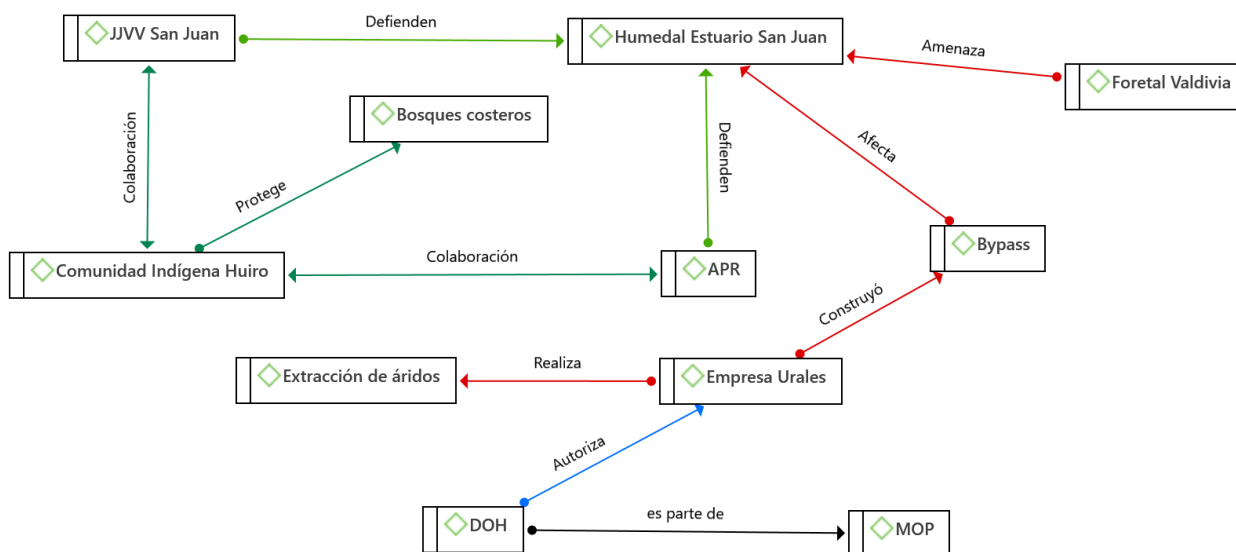 Defienden
JJVV San Juan
Humedal Estuario San Juan
Amenaza
Foretal Valdivia
Bosques costeros
Colaboración
Defienden
Afecta
Protege
Comunidad Indígena Huiro
Colaboración
APR
Bypass
Construyó
Extracción de áridos
Realiza
Empresa Urales
Autoriza
DOH
es parte de
MOP